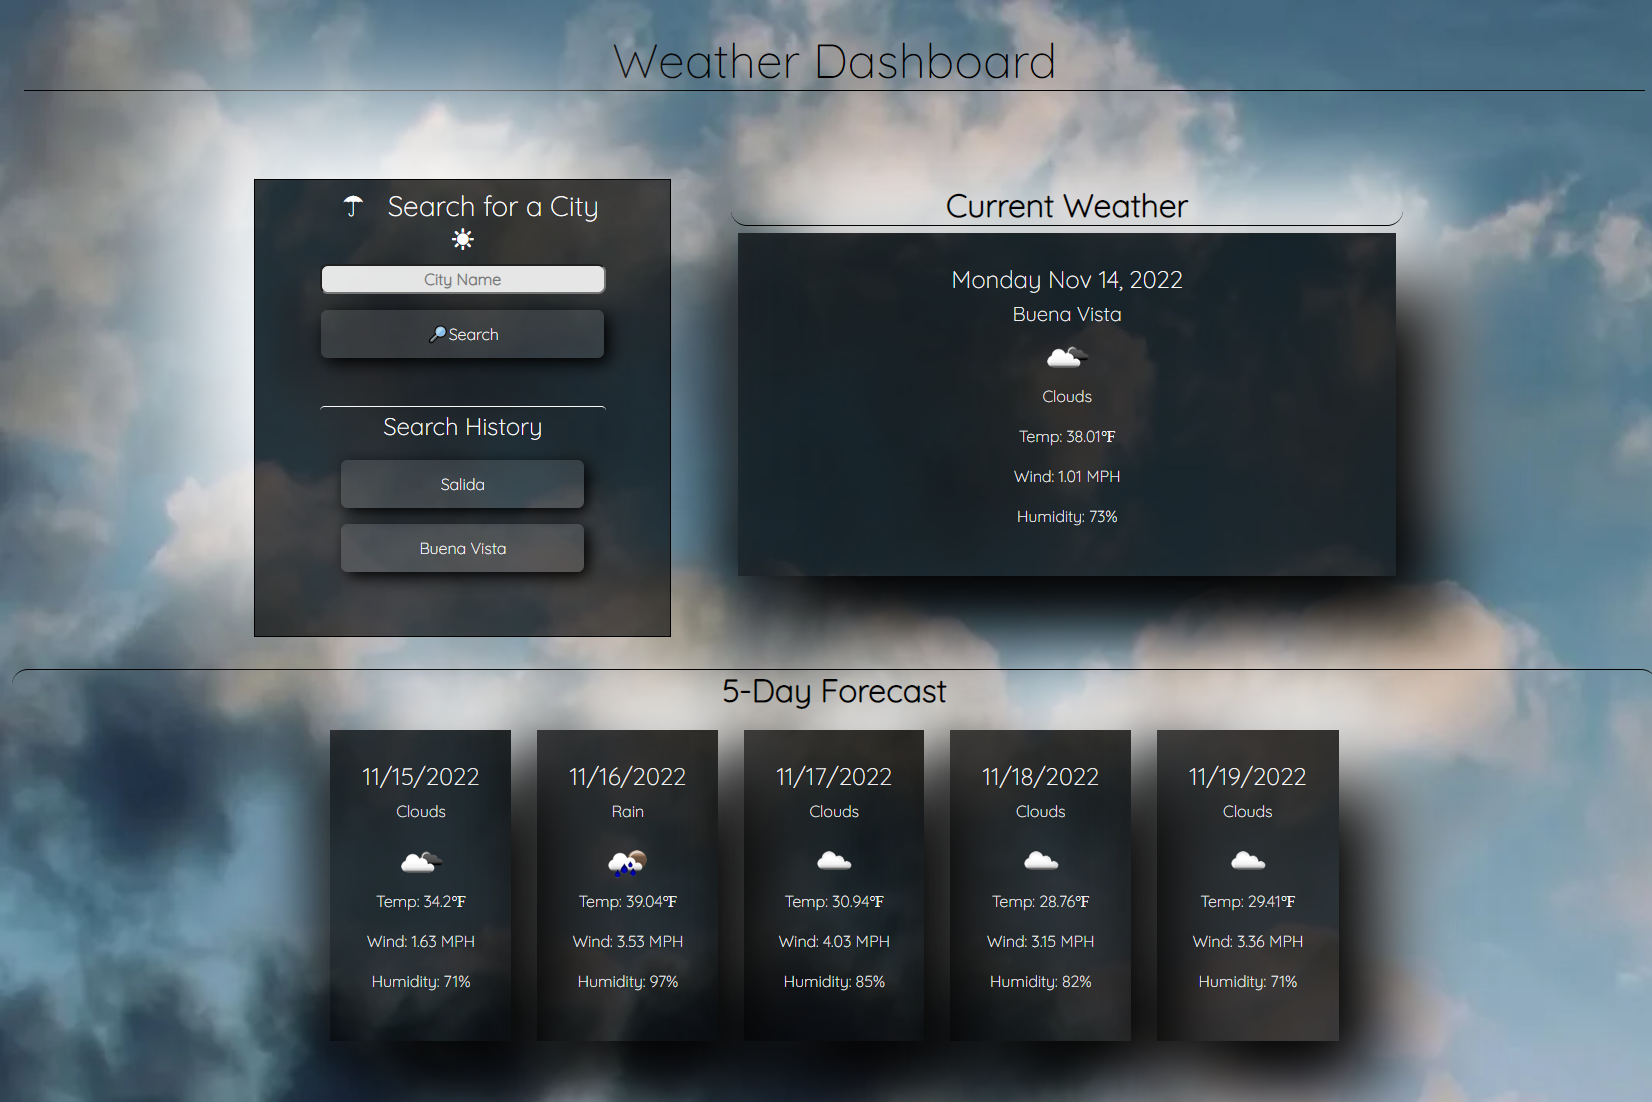 Weather Dashboard
Search for a City
City Name
Search
Search History
Salida
Buena Vista
Current Weather
Monday Nov 14, 2022
Buena Vista
Clouds
Temp: 38.01°F
Wind: 1.01 MPH
Humidity: 73%
5-Day Forecast
11/15/2022
Clouds
Temp: 34.2°F
Wind: 1.63 MPH
Humidity: 71%
11/16/2022
Rain
Temp: 39.04°F
Wind: 3.53 MPH
Humidity: 97%
11/17/2022
Clouds
Temp: 30.94°F
Wind: 4.03 MPH
Humidity: 85%
11/18/2022
Clouds
Temp: 28.76°F
Wind: 3.15 MPH
Humidity: 82%
11/19/2022
Clouds
Temp: 29.41°F
Wind: 3.36 MPH
Humidity: 71%